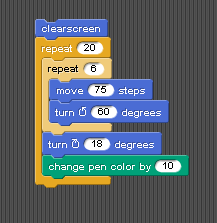 clearscreen
repeat 20
repeat 6
move 75 steps
turn ↺ 60 degrees
turn ↻ 18 degrees
change pen color by 10